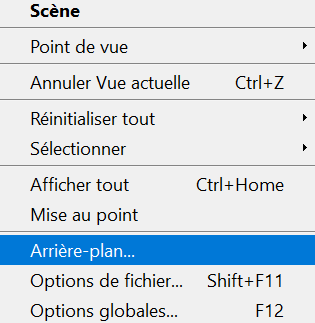 Scène
Point de vue
Annuler Vue actuelle Ctrl+Z
Réinitialiser tout
Sélectionner
Afficher tout Ctrl+Home
Mise au point
Arrière-plan...
Options de fichier... Shift+F11
Options globales... F12